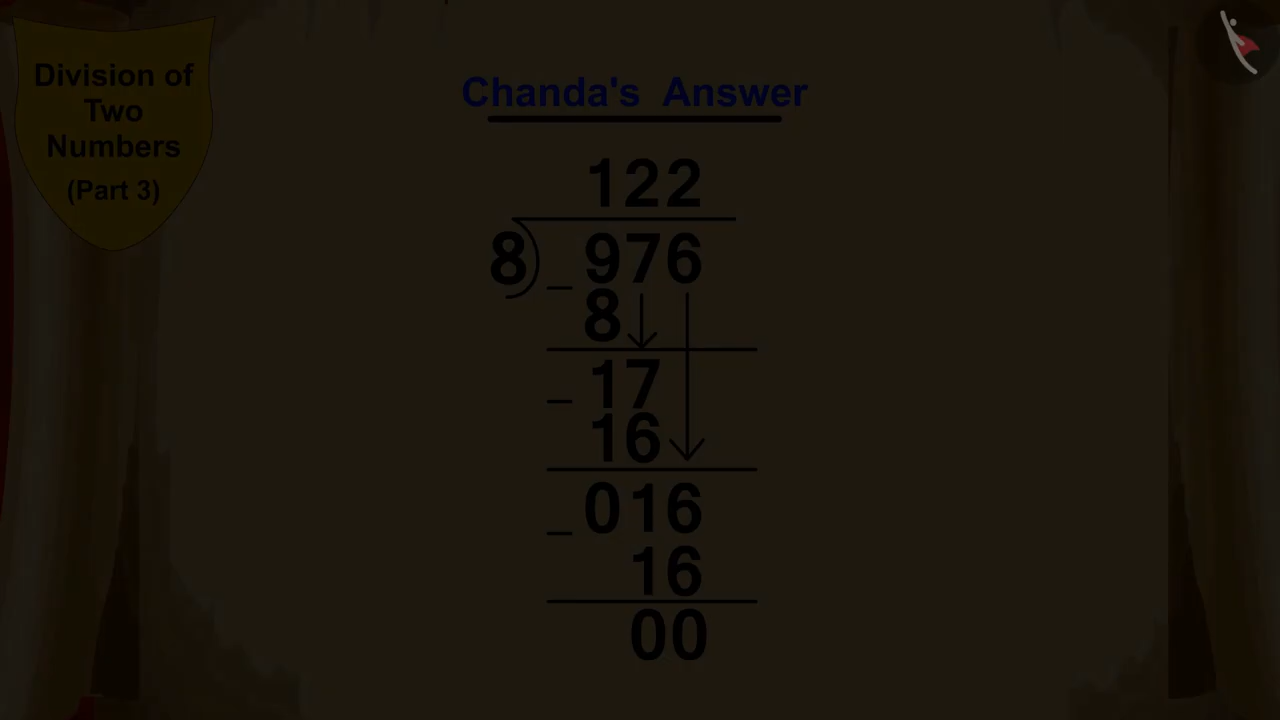 Division of
Two
Numbers
(Part 3)
Chanda's Answer
122
8) 976
_
8
17
_
16
016
_
16
00